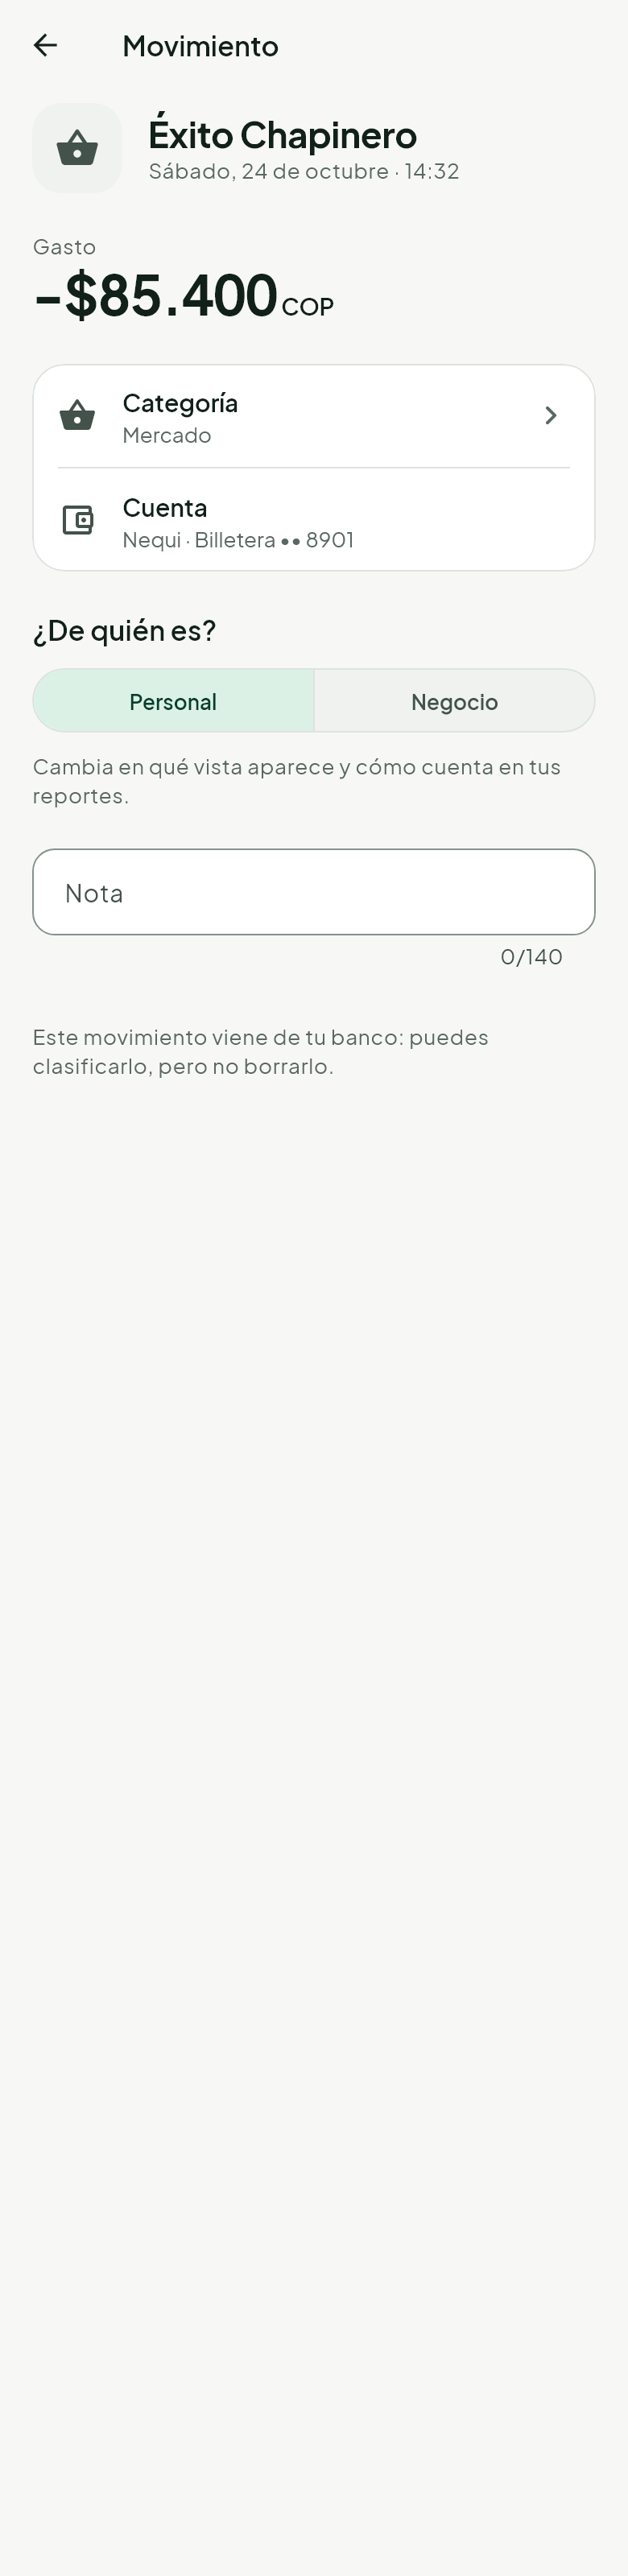 Movimiento
Éxito Chapinero
Sábado, 24 de octubre · 14:32
Gasto
−$85.400 COP
Categoría
Mercado
Cuenta
Nequi · Billetera •• 8901
¿De quién es?
Personal
Negocio
Cambia en qué vista aparece y cómo cuenta en tus
reportes.
Nota
0/140
Este movimiento viene de tu banco: puedes
clasificarlo, pero no borrarlo.